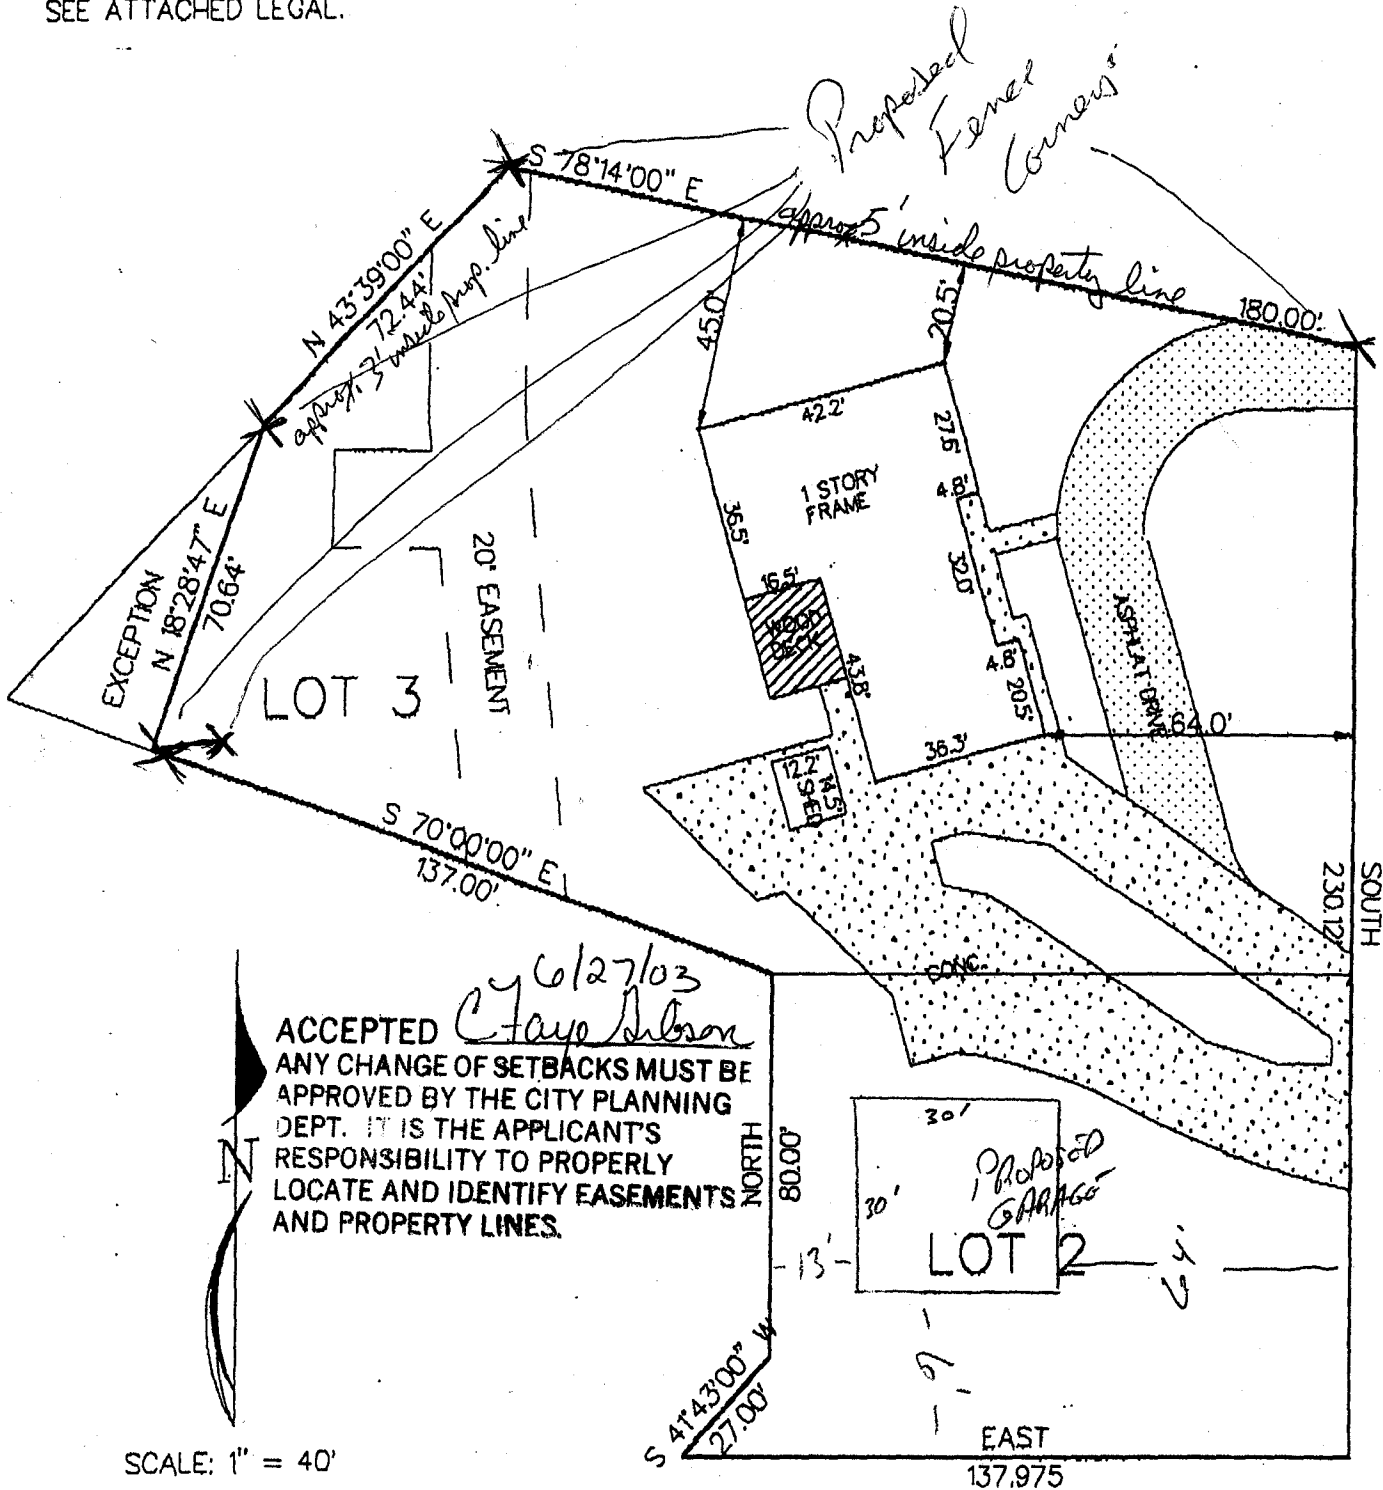 SEE ATTACHED LEGAL.
Proposed
Fence
Corners
S 78°14'00" E
approx 5' inside property line
180.00'
N 43°39'00" E
72.44'
approx. 3' inside prop. line
45.0'
20.5'
42.2'
27.5'
1 STORY
FRAME
4.8'
36.5'
32.0'
16.5'
WOOD
DECK
43.8'
4.8'
20.5'
ASPHLAT DRIVE
64.0'
36.3'
12.2'
14.5'
SHED
EXCEPTION
N 18°28'47" E
70.64'
LOT 3
20' EASEMENT
S 70°00'00" E
137.00'
SOUTH
230.12'
CONC.
6/27/03
ACCEPTED C Faye Gibson
ANY CHANGE OF SETBACKS MUST BE
APPROVED BY THE CITY PLANNING
DEPT. IT IS THE APPLICANT'S
RESPONSIBILITY TO PROPERLY
LOCATE AND IDENTIFY EASEMENTS
AND PROPERTY LINES.
N
NORTH
80.00'
30'
30'
PROPOSED
GARAGE
LOT 2
- 13' -
64'
S 41°43'00" W
27.00'
EAST
137.975
SCALE: 1" = 40'